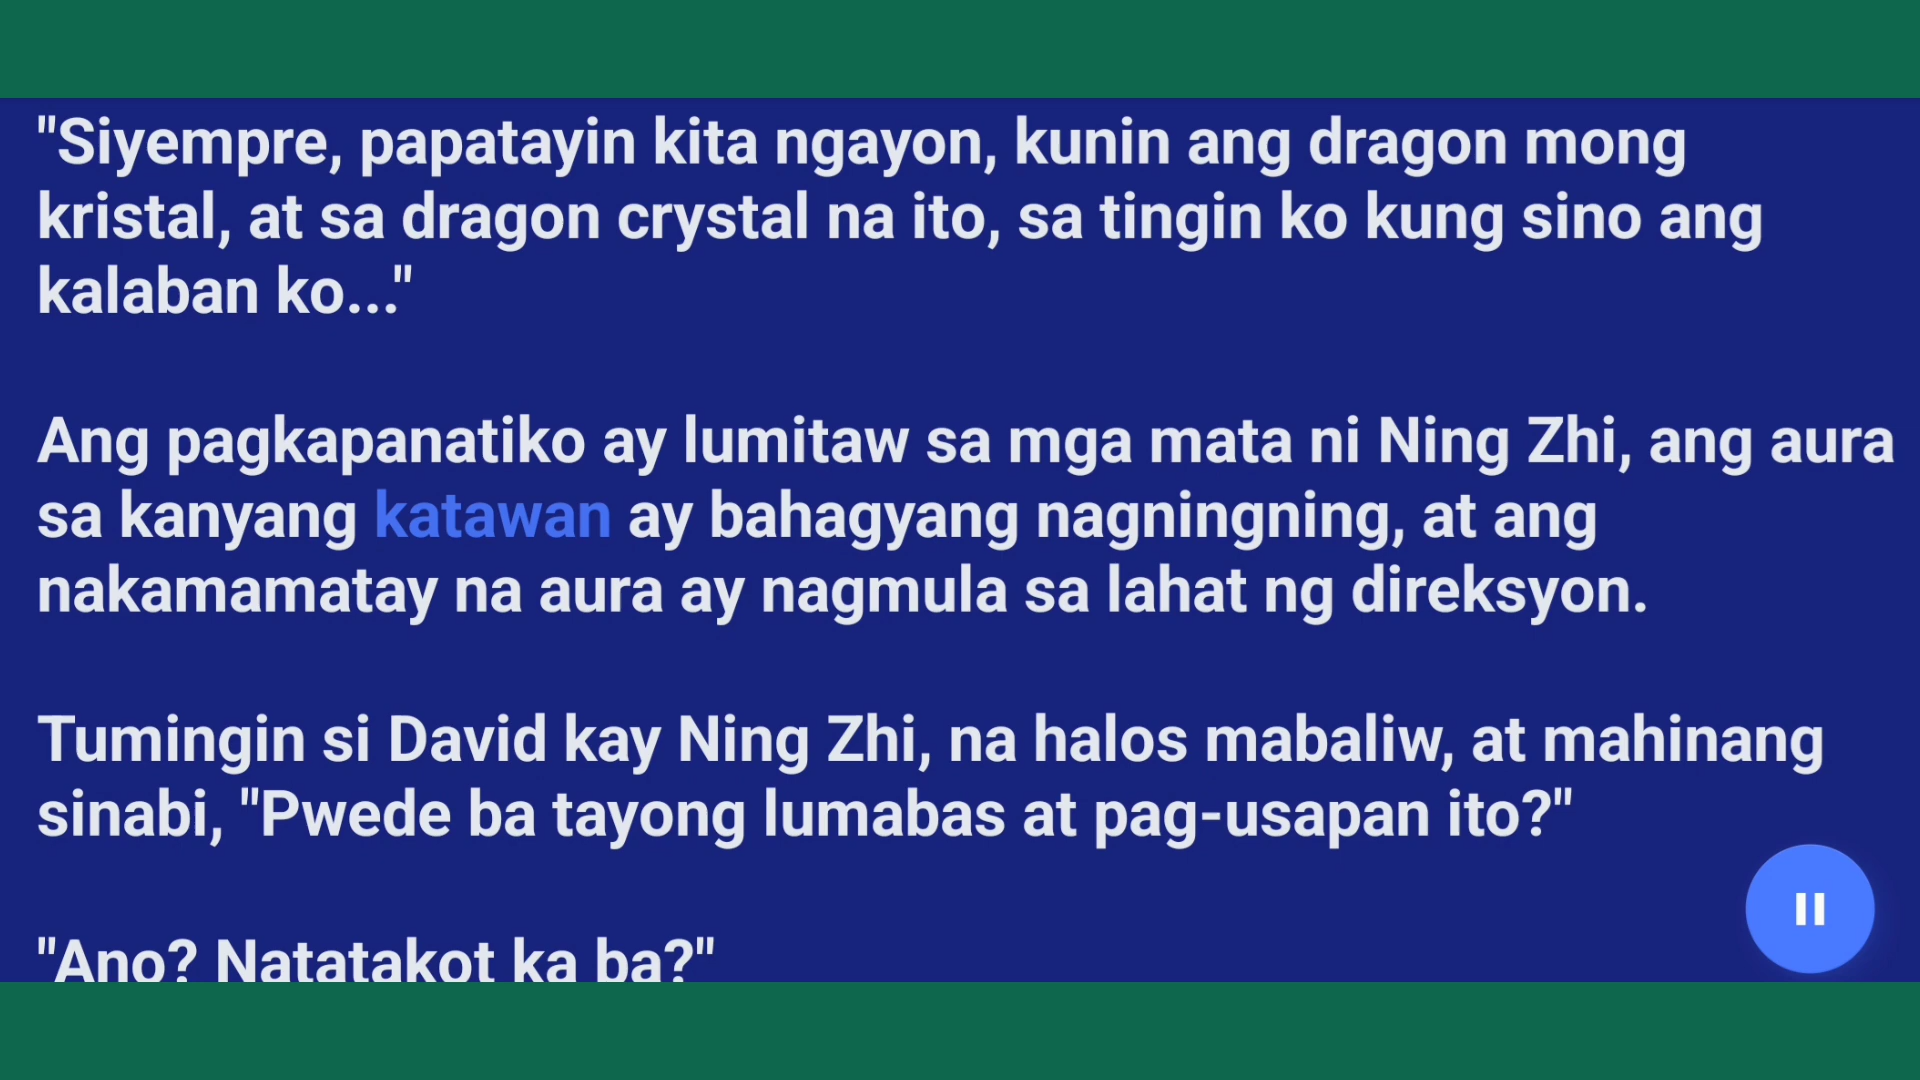 "Siyempre, papatayin kita ngayon, kunin ang dragon mong
kristal, at sa dragon crystal na ito, sa tingin ko kung sino ang
kalaban ko..."
Ang pagkapanatiko ay lumitaw sa mga mata ni Ning Zhi, ang aura
sa kanyang katawan ay bahagyang nagningning, at ang
nakamamatay na aura ay nagmula sa lahat ng direksyon.
Tumingin si David kay Ning Zhi, na halos mabaliw, at mahinang
sinabi, "Pwede ba tayong lumabas at pag-usapan ito?"
"Ano? Natatakot ka ba?"